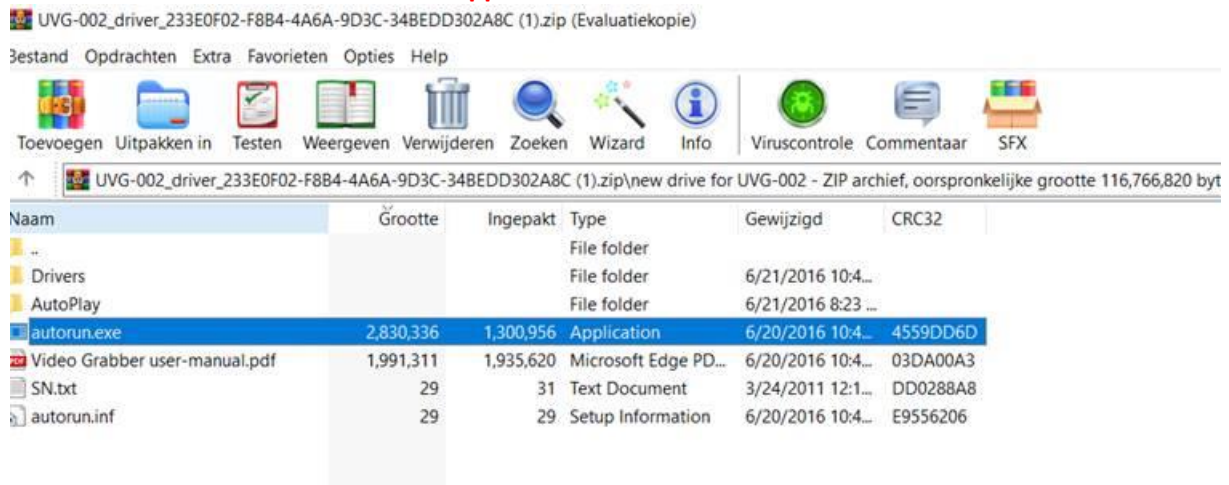 UVG-002_driver_233E0F02-F8B4-4A6A-9D3C-34BEDD302A8C (1).zip (Evaluatiekopie)
Bestand Opdrachten Extra Favorieten Opties Help
Toevoegen Uitpakken in Testen Weergeven Verwijderen Zoeken Wizard Info Viruscontrole Commentaar SFX
UVG-002_driver_233E0F02-F8B4-4A6A-9D3C-34BEDD302A8C (1).zip\new drive for UVG-002 - ZIP archief, oorspronkelijke grootte 116,766,820 byt
Naam Grootte Ingepakt Type Gewijzigd CRC32
.. File folder
Drivers File folder 6/21/2016 10:4...
AutoPlay File folder 6/21/2016 8:23 ...
autorun.exe 2,830,336 1,300,956 Application 6/20/2016 10:4... 4559DD6D
Video Grabber user-manual.pdf 1,991,311 1,935,620 Microsoft Edge PD... 6/20/2016 10:4... 03DA00A3
SN.txt 29 31 Text Document 3/24/2011 12:1... DD0288A8
autorun.inf 29 29 Setup Information 6/20/2016 10:4... E9556206